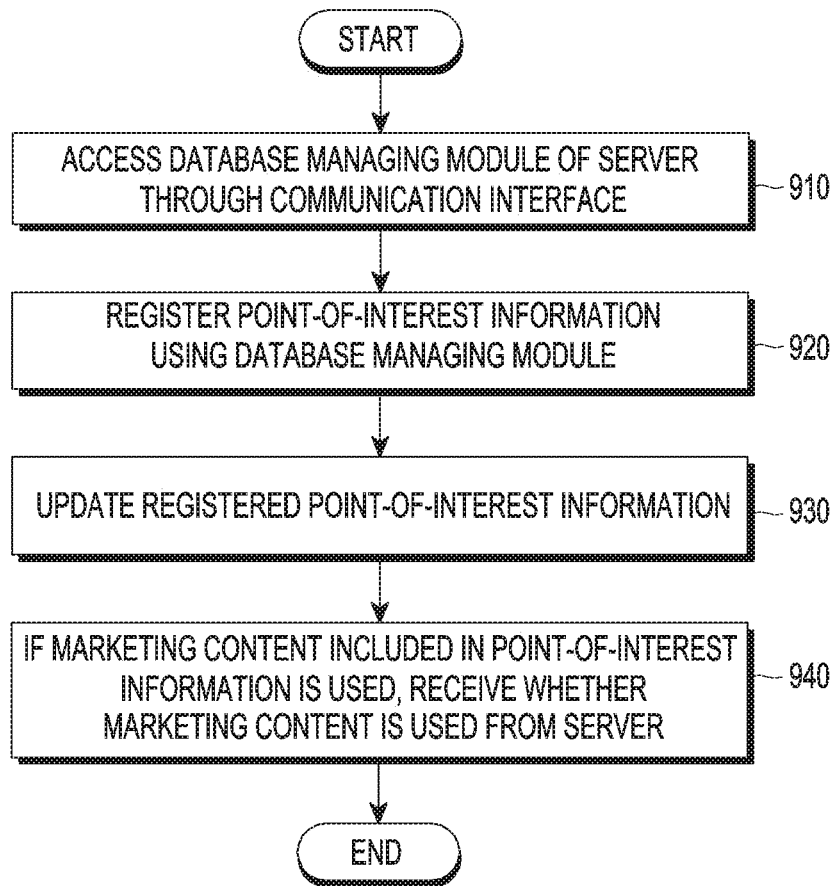 START
ACCESS DATABASE MANAGING MODULE OF SERVER
THROUGH COMMUNICATION INTERFACE
910
REGISTER POINT-OF-INTEREST INFORMATION
USING DATABASE MANAGING MODULE
920
UPDATE REGISTERED POINT-OF-INTEREST INFORMATION
930
IF MARKETING CONTENT INCLUDED IN POINT-OF-INTEREST
INFORMATION IS USED, RECEIVE WHETHER
MARKETING CONTENT IS USED FROM SERVER
940
END